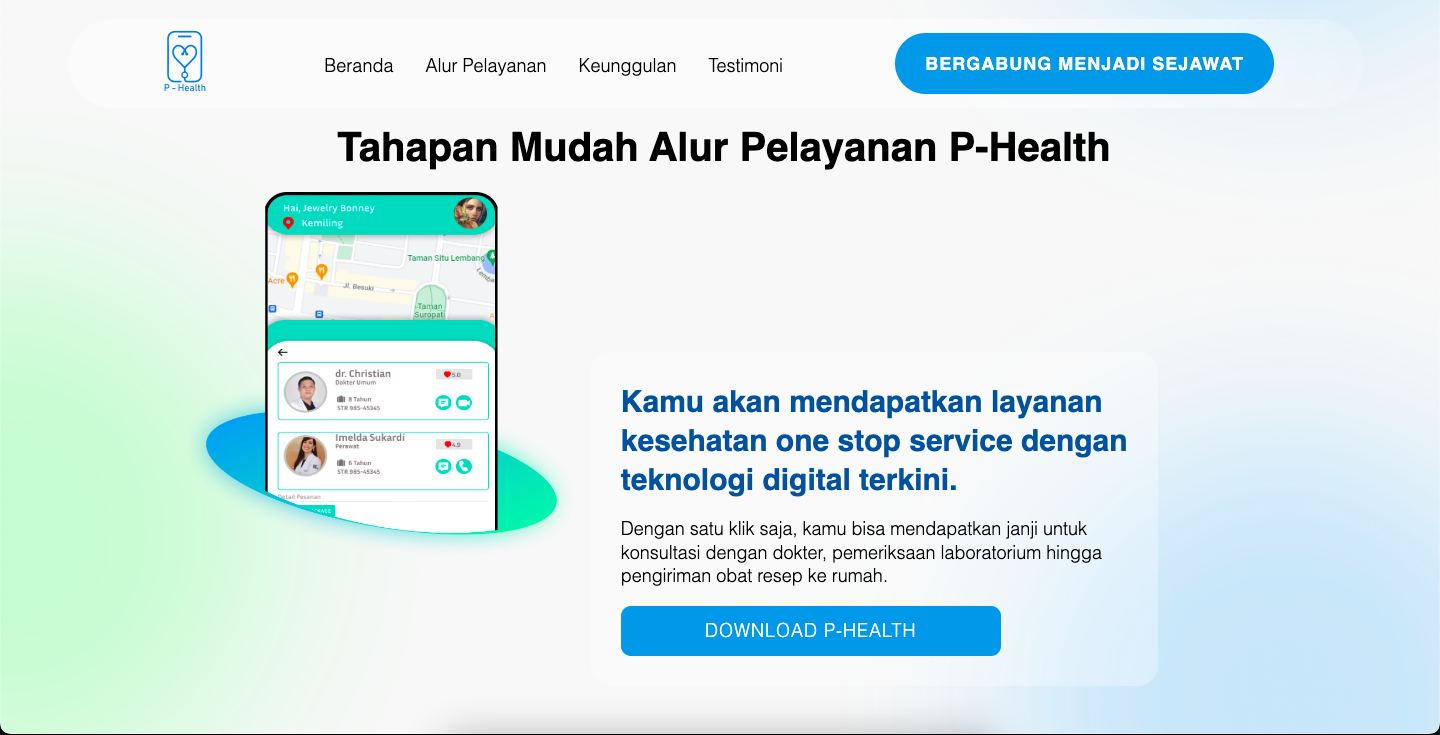 P - Health
Beranda
Alur Pelayanan
Keunggulan
Testimoni
BERGABUNG MENJADI SEJAWAT
Tahapan Mudah Alur Pelayanan P-Health
Hai, Jewelry Bonney
Kemiling
Taman Situ Lembang
Lemba
Acre
Jl. Besuki
Taman
Suropati
A
dr. Christian
Dokter Umum
5.0
8 Tahun
STR 985-45345
Imelda Sukardi
Perawat
4.9
6 Tahun
STR 985-45345
Detail Pesanan
Kamu akan mendapatkan layanan
kesehatan one stop service dengan
teknologi digital terkini.
Dengan satu klik saja, kamu bisa mendapatkan janji untuk
konsultasi dengan dokter, pemeriksaan laboratorium hingga
pengiriman obat resep ke rumah.
DOWNLOAD P-HEALTH